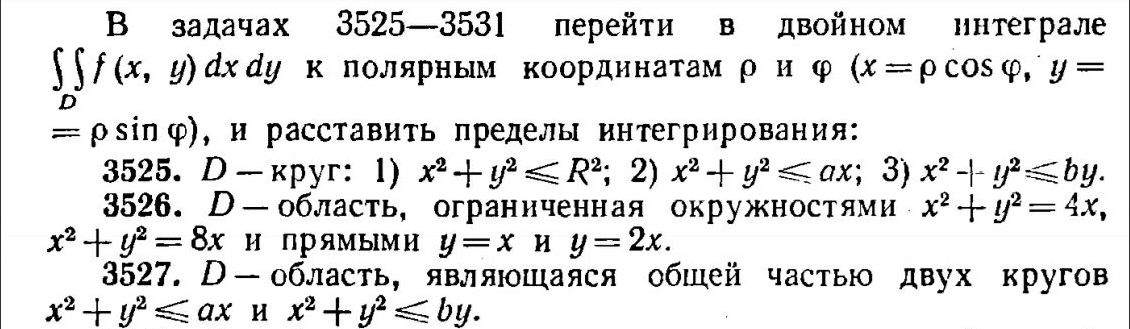 В задачах 3525—3531 перейти в двойном интеграле
∫∫ f (x, y) dx dy к полярным координатам ρ и φ (x = ρ cos φ, y =
D
= ρ sin φ), и расставить пределы интегрирования:
3525. D — круг: 1) x² + y² ⩽ R²; 2) x² + y² ⩽ ax; 3) x² + y² ⩽ by.
3526. D — область, ограниченная окружностями x² + y² = 4x,
x² + y² = 8x и прямыми y = x и y = 2x.
3527. D — область, являющаяся общей частью двух кругов
x² + y² ⩽ ax и x² + y² ⩽ by.